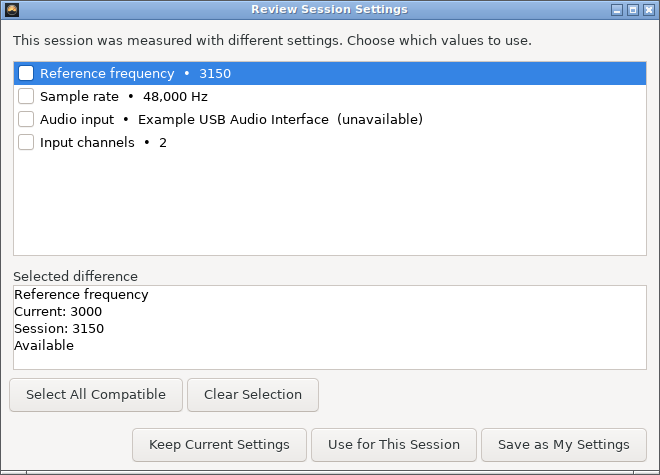 Review Session Settings
This session was measured with different settings. Choose which values to use.
Reference frequency • 3150
Sample rate • 48,000 Hz
Audio input • Example USB Audio Interface (unavailable)
Input channels • 2
Selected difference
Reference frequency
Current: 3000
Session: 3150
Available
Select All Compatible Clear Selection
Keep Current Settings Use for This Session Save as My Settings